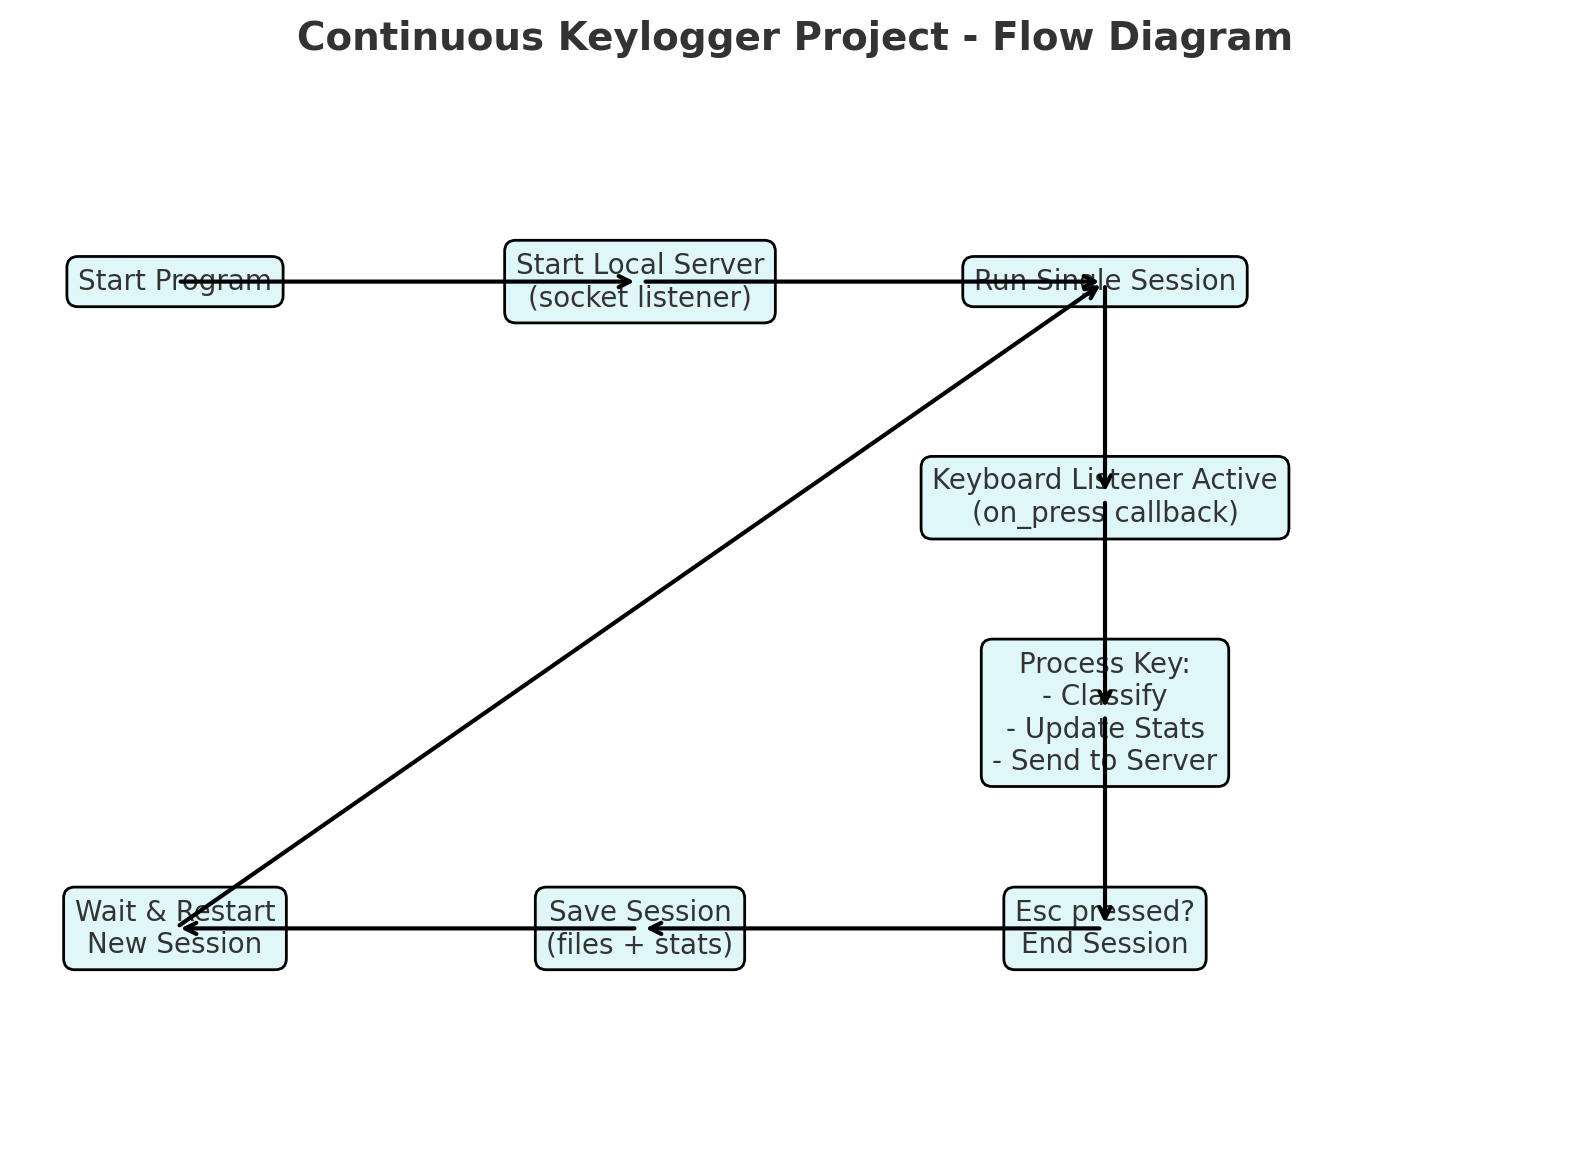 Continuous Keylogger Project - Flow Diagram
Start Program
Start Local Server
(socket listener)
Run Single Session
Keyboard Listener Active
(on_press callback)
Process Key:
- Classify
- Update Stats
- Send to Server
Wait & Restart
New Session
Save Session
(files + stats)
Esc pressed?
End Session